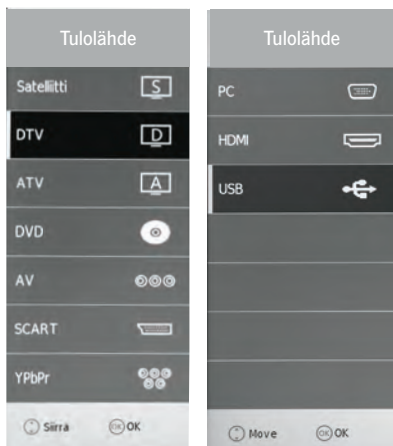 Tulolähde
Satelliitti
DTV
ATV
DVD
AV
SCART
YPbPr
Siirra OK
Tulolähde
PC
HDMI
USB
Move OK